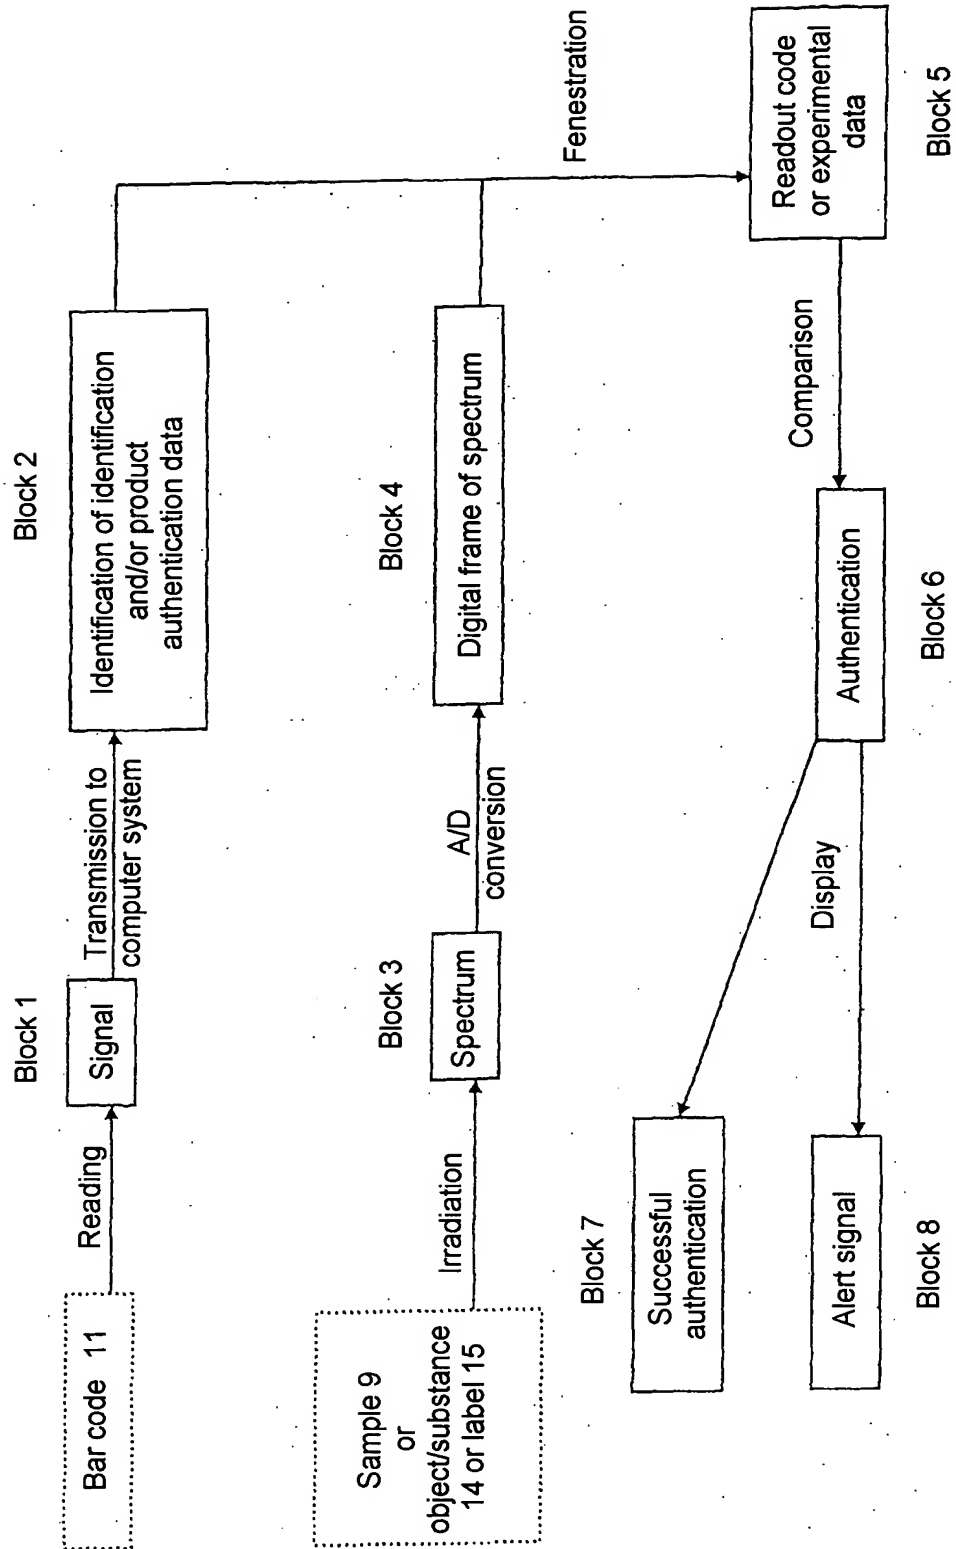 Block 1
Bar code 11
Reading
Signal
Transmission to
computer system
Block 2
Identification of identification
and/or product
authentication data
Block 3
Sample 9
or
object/substance
14 or label 15
Irradiation
Spectrum
A/D
conversion
Block 4
Digital frame of spectrum
Fenestration
Block 7
Successful
authentication
Display
Block 8
Alert signal
Block 6
Authentication
Comparison
Block 5
Readout code
or experimental
data